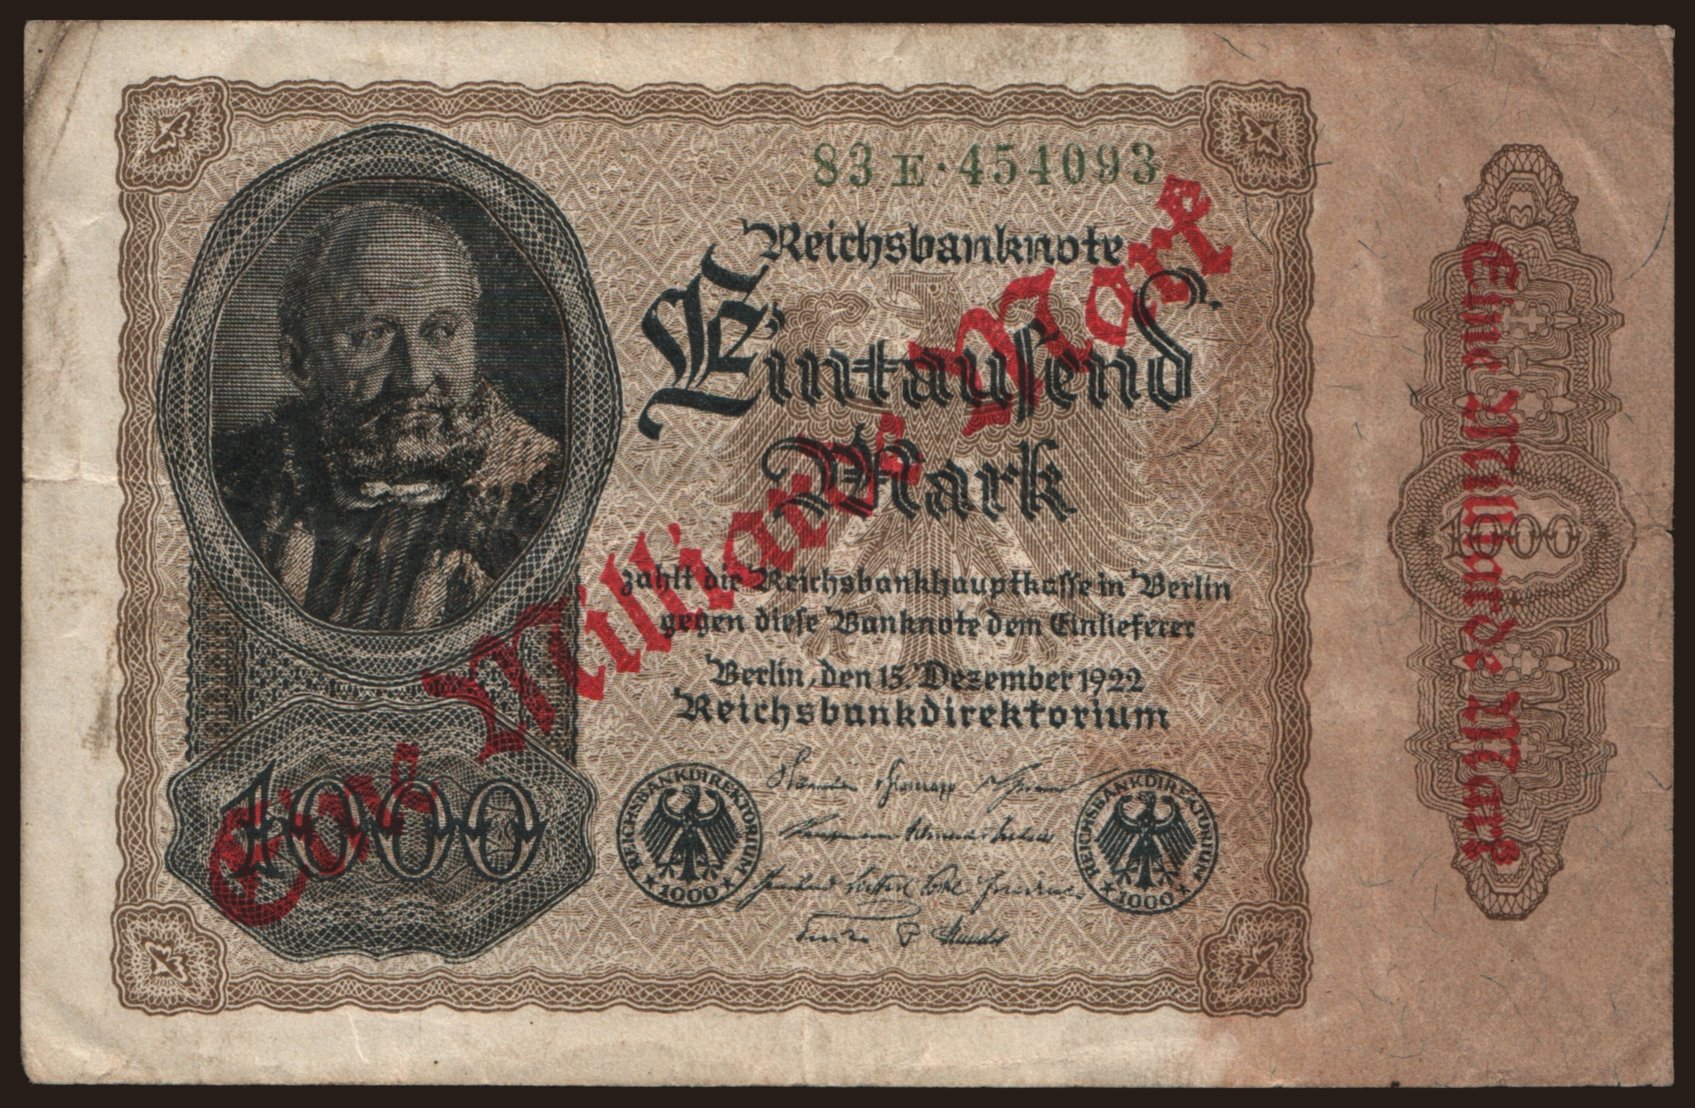 83 E·454093
Reichsbanknote
Eintausend
Mark
zahlt die Reichsbankhauptkasse in Berlin
gegen diese Banknote dem Einlieferer
Berlin, den 15. Dezember 1922
Reichsbankdirektorium
Eine Milliarde Mark
1000
REICHSBANKDIREKTORIUM
★1000★
REICHSBANKDIREKTORIUM
★1000★
Eine Milliarde Mark
1000